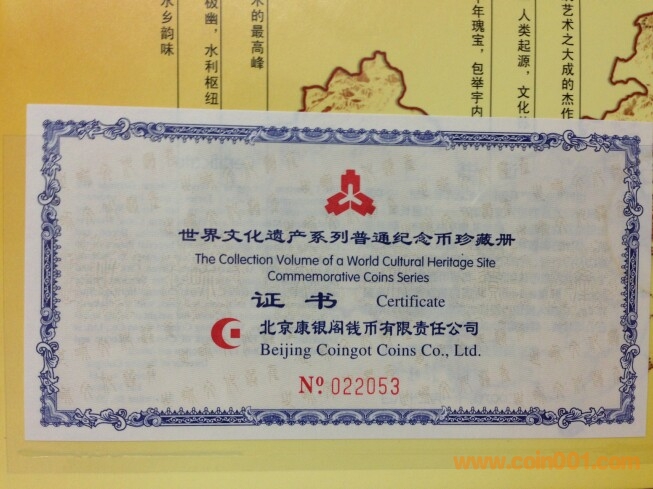 水乡韵味
极幽，水利枢纽
术的最高峰
年瑰宝，包举宇内
人类起源，文化
艺术之大成的杰作
世界文化遗产系列普通纪念币珍藏册
The Collection Volume of a World Cultural Heritage Site
Commemorative Coins Series
证书 Certificate
北京康银阁钱币有限责任公司
Beijing Coingot Coins Co., Ltd.
Nº 022053
www.coin001.com